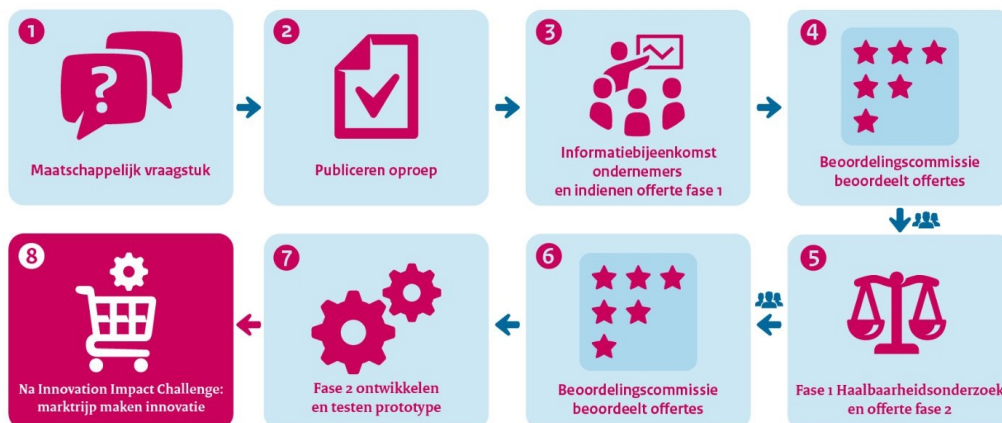 1
?
Maatschappelijk vraagstuk
2
Publiceren oproep
3
Informatiebijeenkomst
ondernemers
en indienen offerte fase 1
4
Beoordelingscommissie
beoordeelt offertes
5
Fase 1 Haalbaarheidsonderzoek
en offerte fase 2
6
Beoordelingscommissie
beoordeelt offertes
7
Fase 2 ontwikkelen
en testen prototype
8
Na Innovation Impact Challenge:
marktrijp maken innovatie